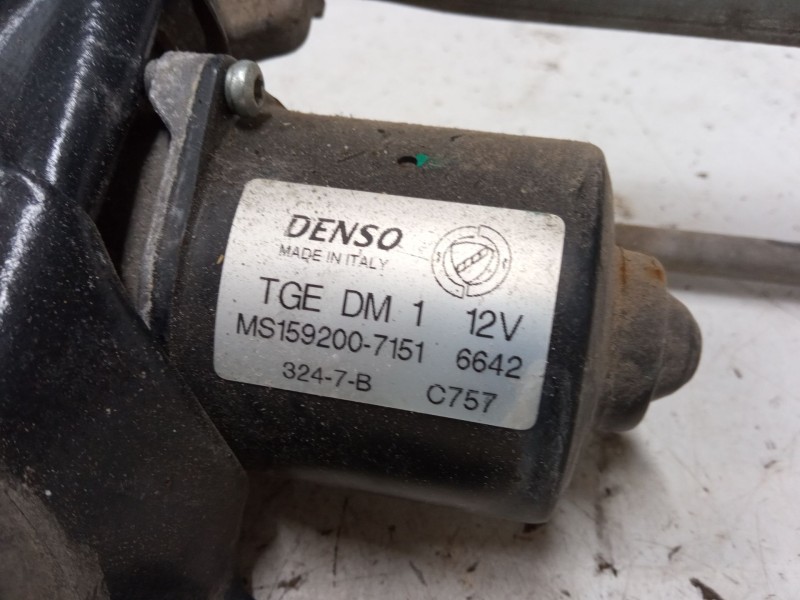 DENSO
MADE IN ITALY
TGE DM 1 12V
MS159200-7151 6642
324-7-B C757